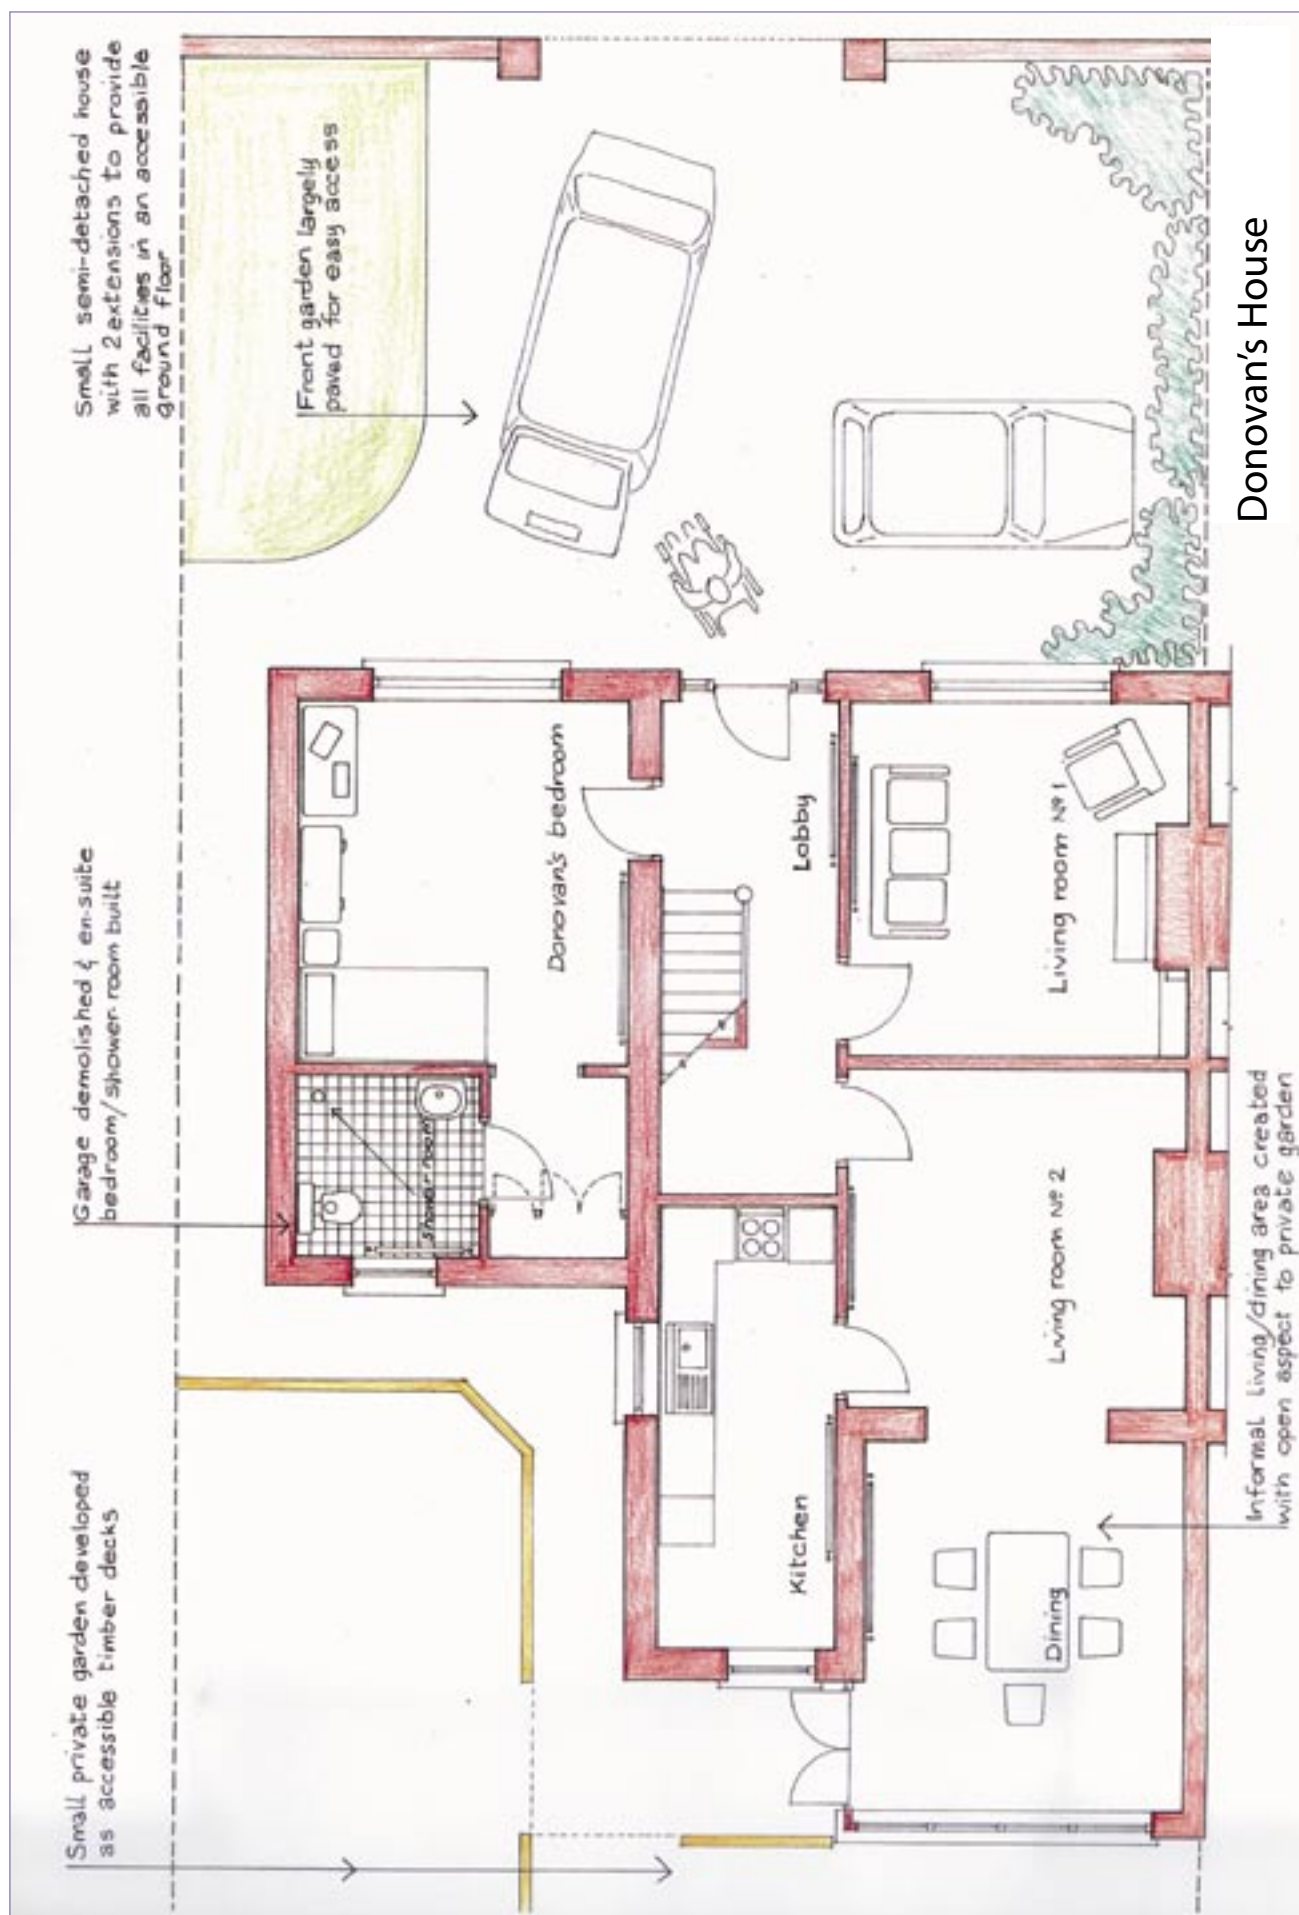 Small semi-detached house
with 2 extensions to provide
all facilities in an accessible
ground floor
Front garden largely
paved for easy access
Garage demolished & en-suite
bedroom/shower room built
Small private garden developed
as accessible timber decks
Donovan's bedroom
Shower room
Lobby
Living room Nº 1
Living room Nº 2
Kitchen
Dining
Informal living/dining area created
with open aspect to private garden
Donovan's House